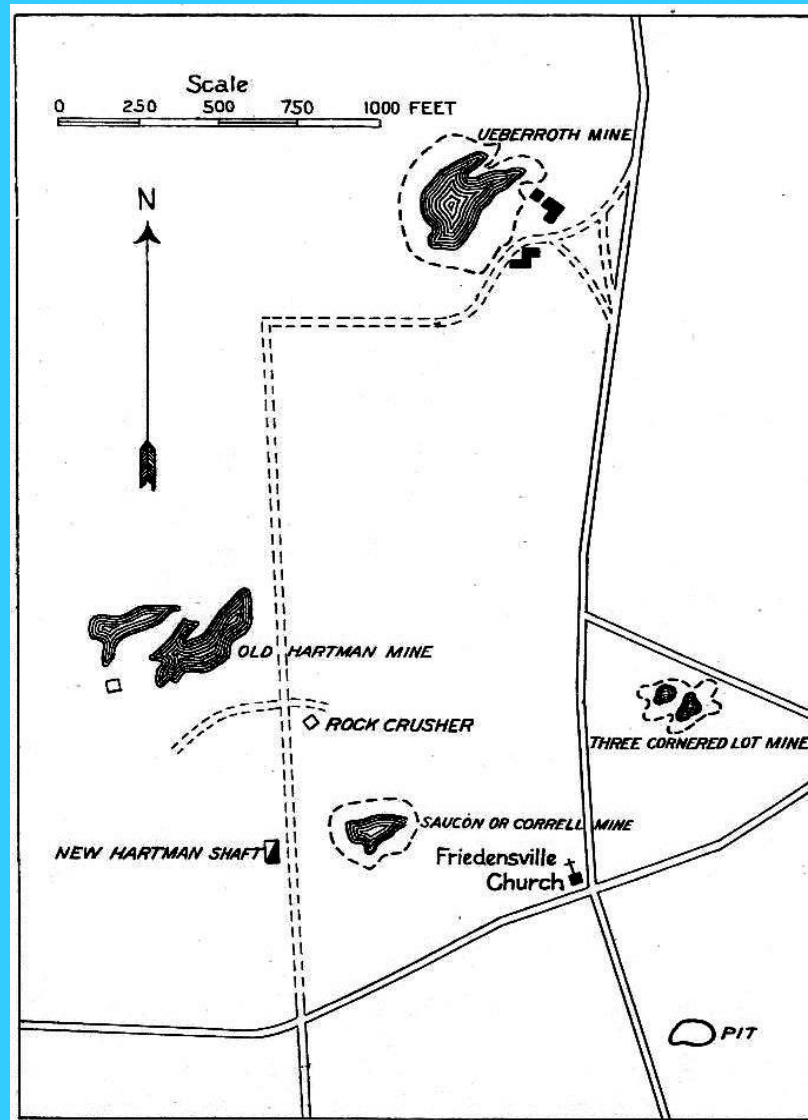 Scale
0 250 500 750 1000 FEET
UEBERROTH MINE
N
OLD HARTMAN MINE
ROCK CRUSHER
THREE CORNERED LOT MINE
SAUCON OR CORRELL MINE
NEW HARTMAN SHAFT
Friedensville
Church
PIT